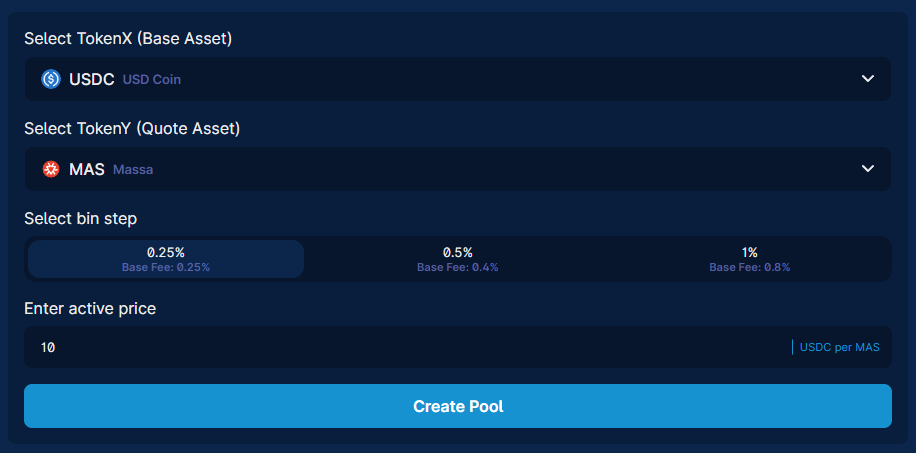 Select TokenX (Base Asset)
USDC USD Coin
Select TokenY (Quote Asset)
MAS Massa
Select bin step
0.25% 0.5% 1%
Base Fee: 0.25% Base Fee: 0.4% Base Fee: 0.8%
Enter active price
10 USDC per MAS
Create Pool